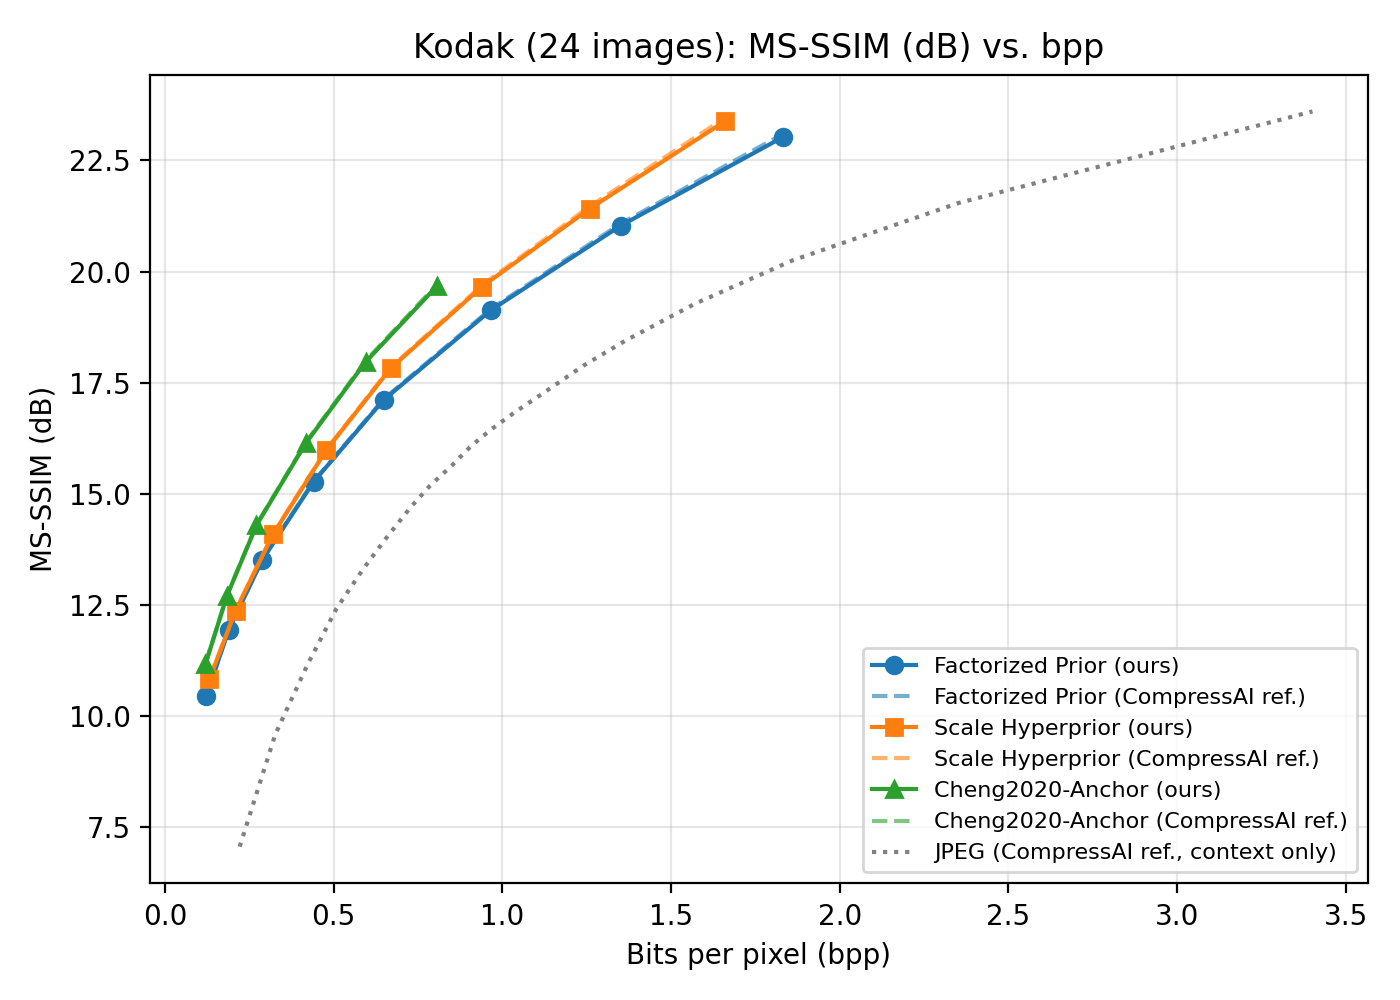 Kodak (24 images): MS-SSIM (dB) vs. bpp
MS-SSIM (dB)
22.5
20.0
17.5
15.0
12.5
10.0
7.5
Factorized Prior (ours)
Factorized Prior (CompressAI ref.)
Scale Hyperprior (ours)
Scale Hyperprior (CompressAI ref.)
Cheng2020-Anchor (ours)
Cheng2020-Anchor (CompressAI ref.)
JPEG (CompressAI ref., context only)
0.0 0.5 1.0 1.5 2.0 2.5 3.0 3.5
Bits per pixel (bpp)